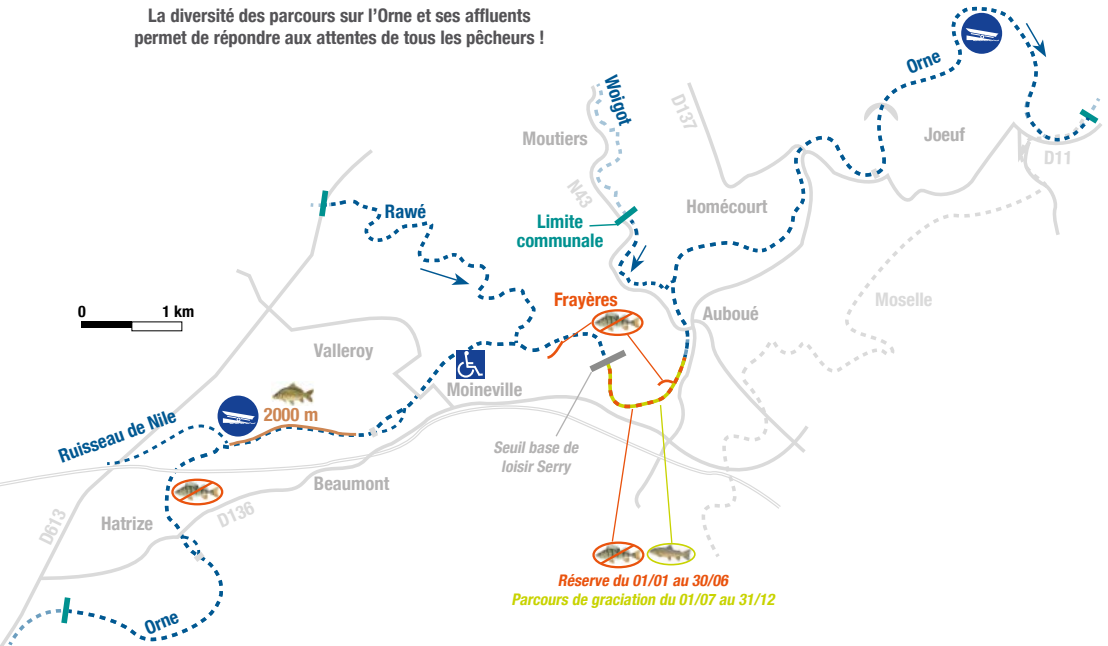 La diversité des parcours sur l'Orne et ses affluents
permet de répondre aux attentes de tous les pêcheurs !
Orne
Woigot
D137
Moutiers
Joeuf
D11
N43
Rawé
Homécourt
Limite
communale
Frayères
Moselle
0 1 km
Auboué
Valleroy
Moineville
2000 m
Ruisseau de Nile
Seuil base de
loisir Serry
Beaumont
D613
Hatrize
D136
Réserve du 01/01 au 30/06
Parcours de graciation du 01/07 au 31/12
Orne